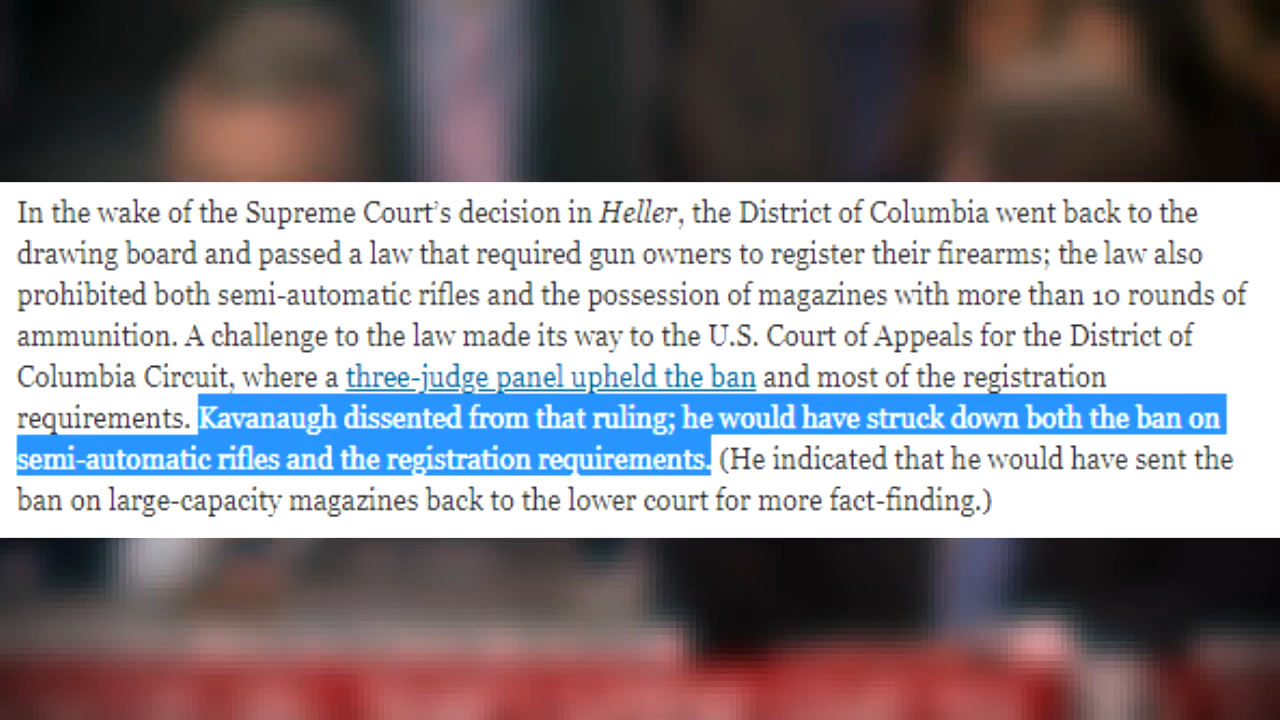 In the wake of the Supreme Court’s decision in Heller, the District of Columbia went back to the
drawing board and passed a law that required gun owners to register their firearms; the law also
prohibited both semi-automatic rifles and the possession of magazines with more than 10 rounds of
ammunition. A challenge to the law made its way to the U.S. Court of Appeals for the District of
Columbia Circuit, where a three-judge panel upheld the ban and most of the registration
requirements. Kavanaugh dissented from that ruling; he would have struck down both the ban on
semi-automatic rifles and the registration requirements. (He indicated that he would have sent the
ban on large-capacity magazines back to the lower court for more fact-finding.)